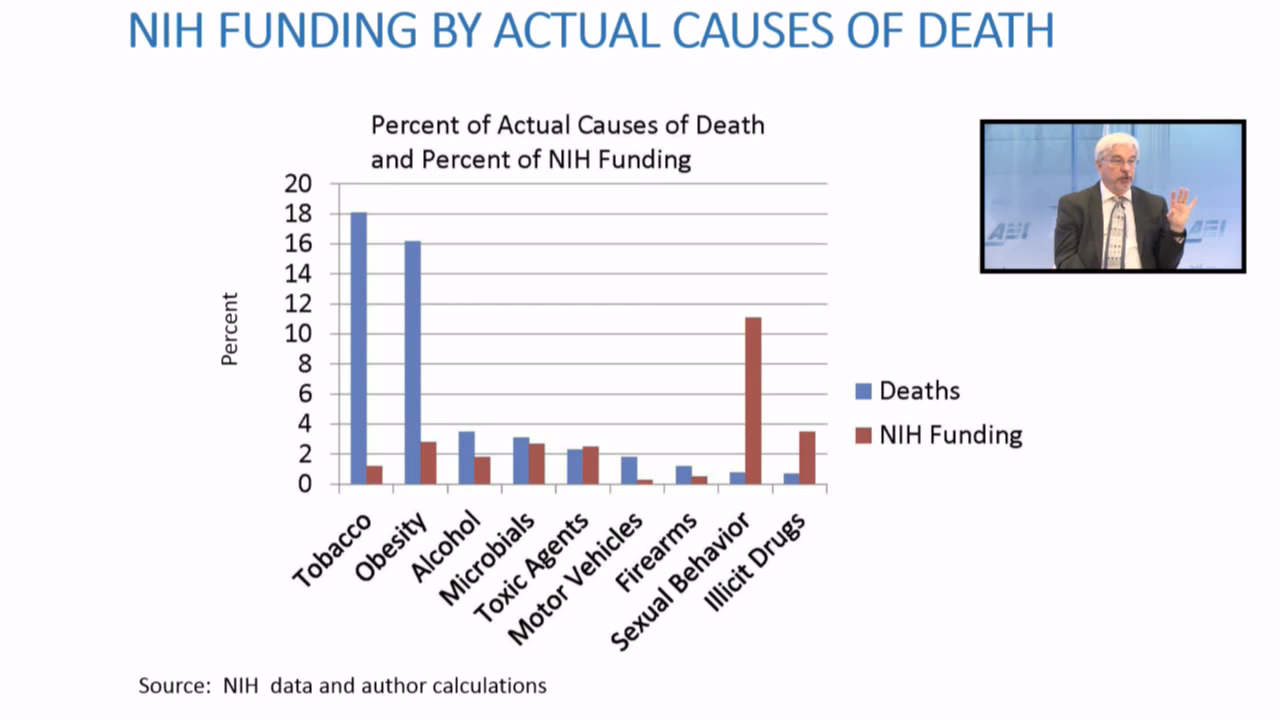 NIH FUNDING BY ACTUAL CAUSES OF DEATH
Percent of Actual Causes of Death
and Percent of NIH Funding
20
18
16
14
12
10
8
6
4
2
0
Percent
Tobacco
Obesity
Alcohol
Microbials
Toxic Agents
Motor Vehicles
Firearms
Sexual Behavior
Illicit Drugs
Deaths
NIH Funding
AEI
AEI
Source: NIH data and author calculations